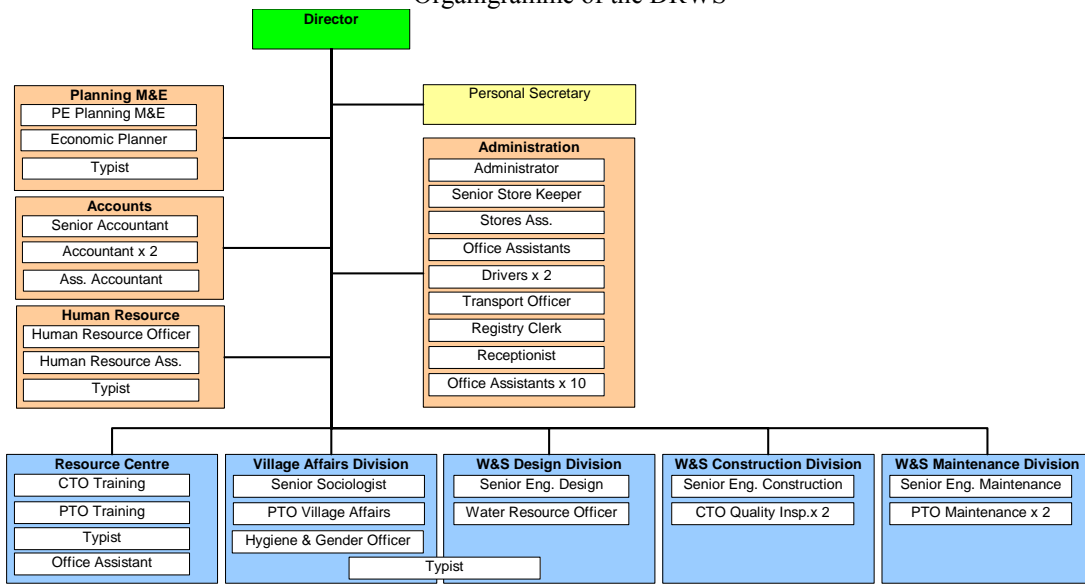 Organigramme of the DRWS
Director
Planning M&E
PE Planning M&E
Economic Planner
Typist
Personal Secretary
Administration
Administrator
Senior Store Keeper
Stores Ass.
Office Assistants
Drivers x 2
Transport Officer
Registry Clerk
Receptionist
Office Assistants x 10
Accounts
Senior Accountant
Accountant x 2
Ass. Accountant
Human Resource
Human Resource Officer
Human Resource Ass.
Typist
Resource Centre
CTO Training
PTO Training
Typist
Office Assistant
Village Affairs Division
Senior Sociologist
PTO Village Affairs
Hygiene & Gender Officer
Typist
W&S Design Division
Senior Eng. Design
Water Resource Officer
W&S Construction Division
Senior Eng. Construction
CTO Quality Insp.x 2
W&S Maintenance Division
Senior Eng. Maintenance
PTO Maintenance x 2